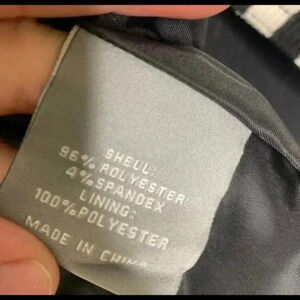 SHELL:
96% POLYESTER
4% SPANDEX
LINING:
100% POLYESTER
MADE IN CHINA